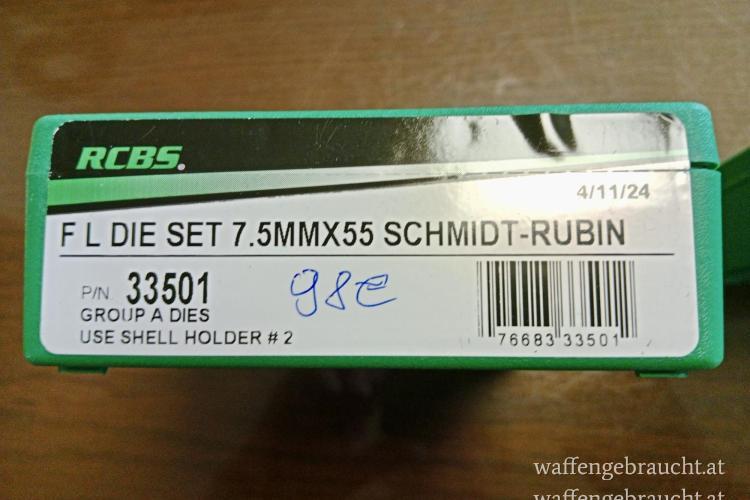 RCBS.
4/11/24
F L DIE SET 7.5MMX55 SCHMIDT-RUBIN
P/N. 33501 98€
GROUP A DIES
USE SHELL HOLDER # 2
76683 33501
waffengebraucht.at
waffengebraucht.at